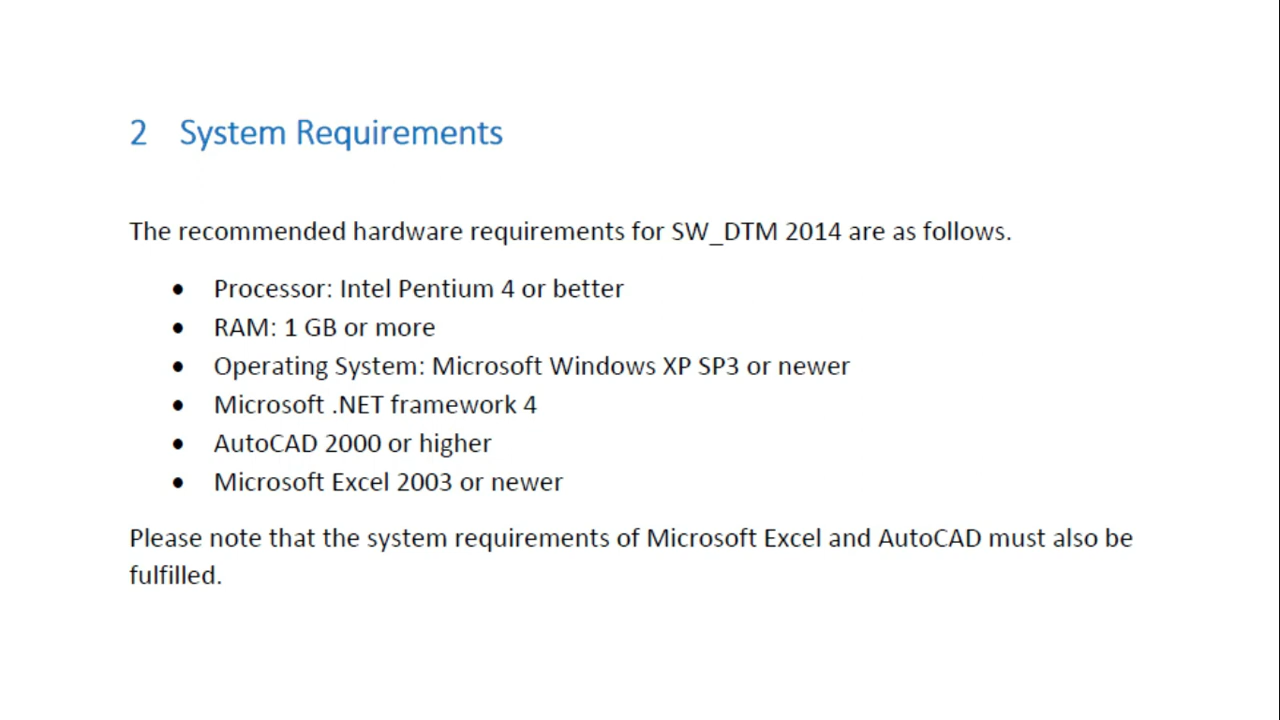 2 System Requirements
The recommended hardware requirements for SW_DTM 2014 are as follows.
• Processor: Intel Pentium 4 or better
• RAM: 1 GB or more
• Operating System: Microsoft Windows XP SP3 or newer
• Microsoft .NET framework 4
• AutoCAD 2000 or higher
• Microsoft Excel 2003 or newer
Please note that the system requirements of Microsoft Excel and AutoCAD must also be
fulfilled.